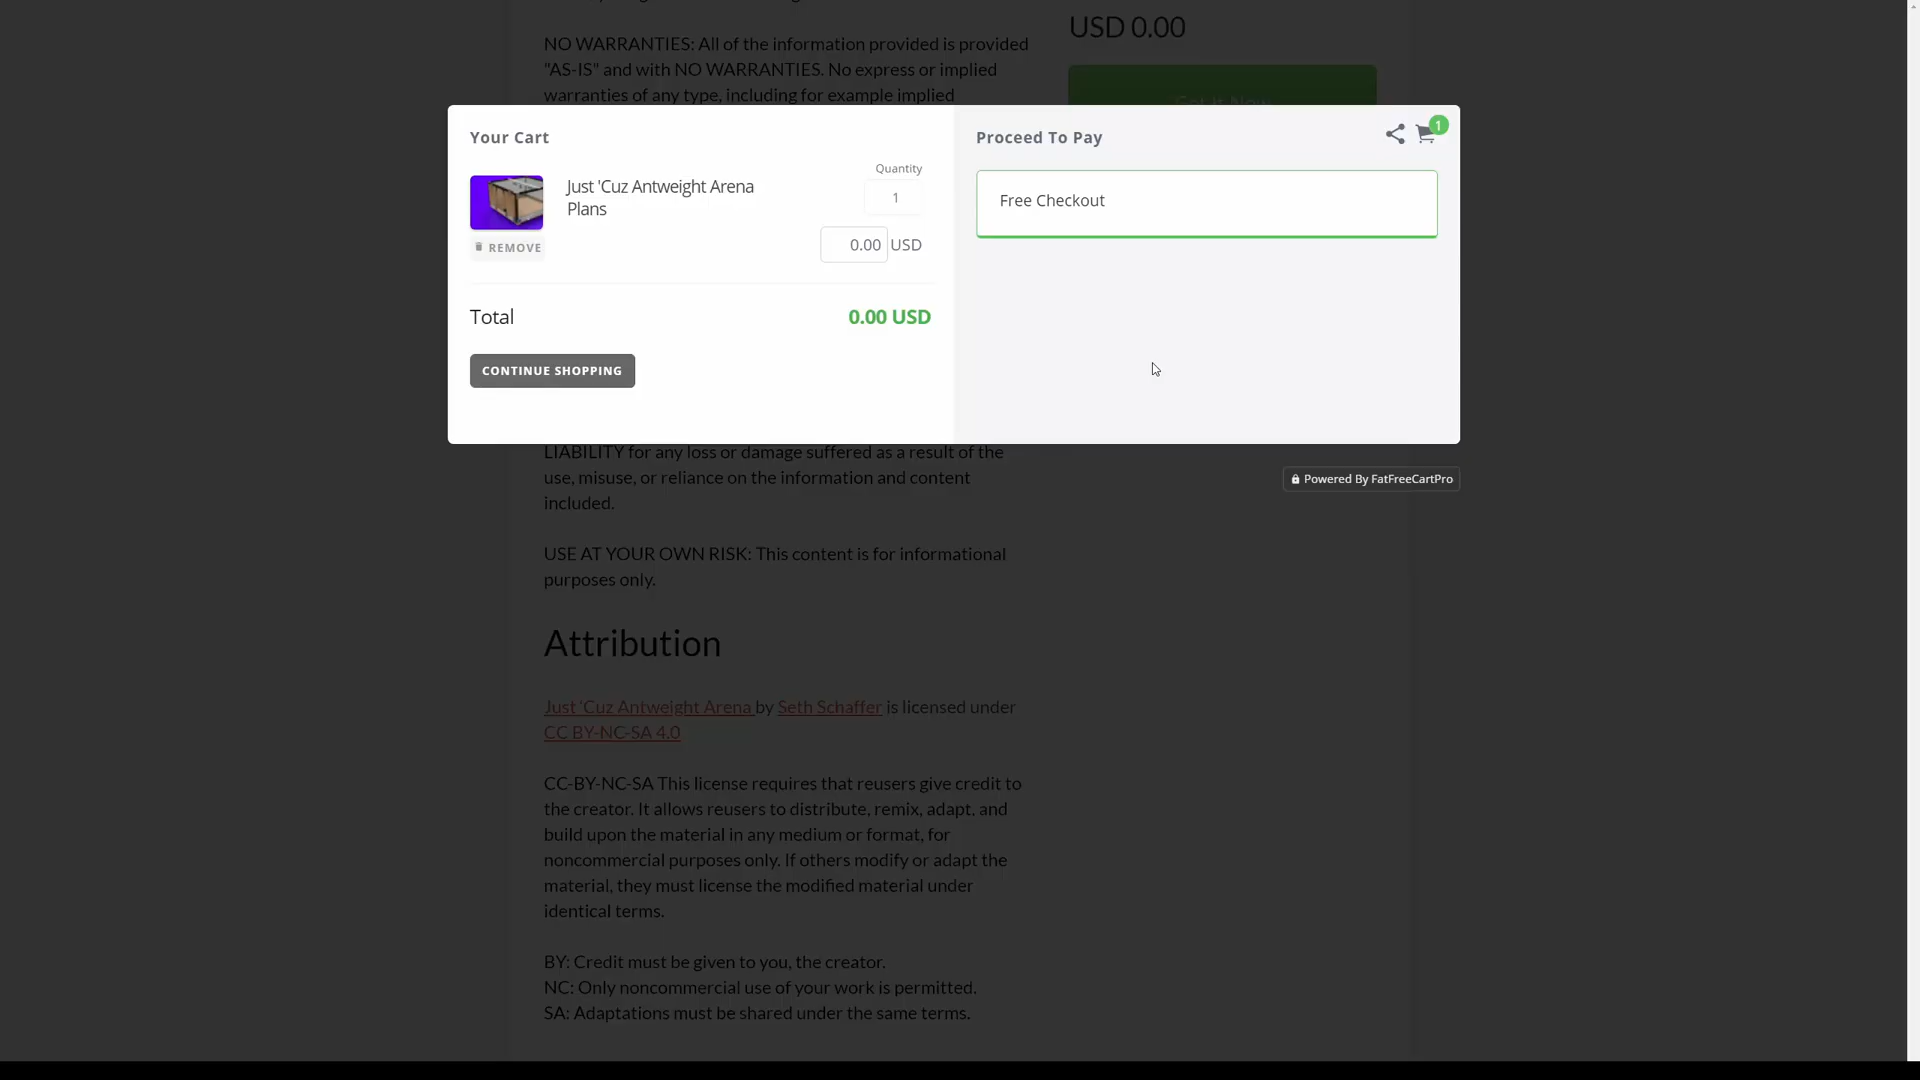 USD 0.00
NO WARRANTIES: All of the information provided is provided
"AS-IS" and with NO WARRANTIES. No express or implied
warranties of any type, including for example implied
Get it Now
Your Cart
Proceed To Pay
1
Quantity
Just 'Cuz Antweight Arena
Plans
1
Free Checkout
REMOVE
0.00 USD
Total
0.00 USD
CONTINUE SHOPPING
LIABILITY for any loss or damage suffered as a result of the
use, misuse, or reliance on the information and content
included.
Powered By FatFreeCartPro
USE AT YOUR OWN RISK: This content is for informational
purposes only.
Attribution
Just 'Cuz Antweight Arena by Seth Schaffer is licensed under
CC BY-NC-SA 4.0
CC-BY-NC-SA This license requires that reusers give credit to
the creator. It allows reusers to distribute, remix, adapt, and
build upon the material in any medium or format, for
noncommercial purposes only. If others modify or adapt the
material, they must license the modified material under
identical terms.
BY: Credit must be given to you, the creator.
NC: Only noncommercial use of your work is permitted.
SA: Adaptations must be shared under the same terms.